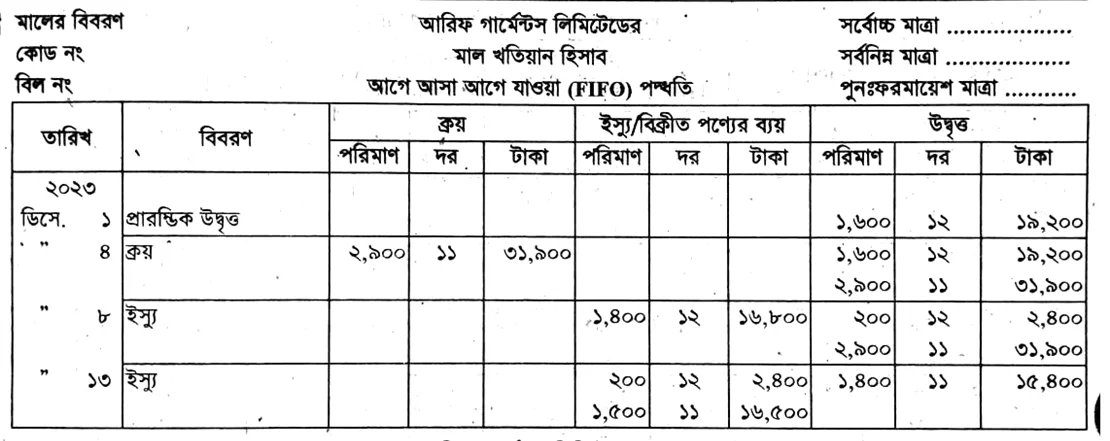 মালের বিবরণ আরিফ গার্মেন্টস লিমিটেডের সর্বোচ্চ মাত্রা ....................
কোড নং মাল খতিয়ান হিসাব সর্বনিম্ন মাত্রা ....................
বিল নং আগে আসা আগে যাওয়া (FIFO) পদ্ধতি পুনঃফরমায়েশ মাত্রা ...........
তারিখ বিবরণ ক্রয় ইস্যু/বিক্রীত পণ্যের ব্যয় উদ্বৃত্ত
পরিমাণ দর টাকা পরিমাণ দর টাকা পরিমাণ দর টাকা
২০২৩
ডিসে. ১ প্রারম্ভিক উদ্বৃত্ত ১,৬০০ ১২ ১৯,২০০
" ৪ ক্রয় ২,৯০০ ১১ ৩১,৯০০ ১,৬০০ ১২ ১৯,২০০
২,৯০০ ১১ ৩১,৯০০
" ৮ ইস্যু ১,৪০০ ১২ ১৬,৮০০ ২০০ ১২ ২,৪০০
২,৯০০ ১১ ৩১,৯০০
" ১৩ ইস্যু ২০০ ১২ ২,৪০০ ১,৪০০ ১১ ১৫,৪০০
১,৫০০ ১১ ১৬,৫০০